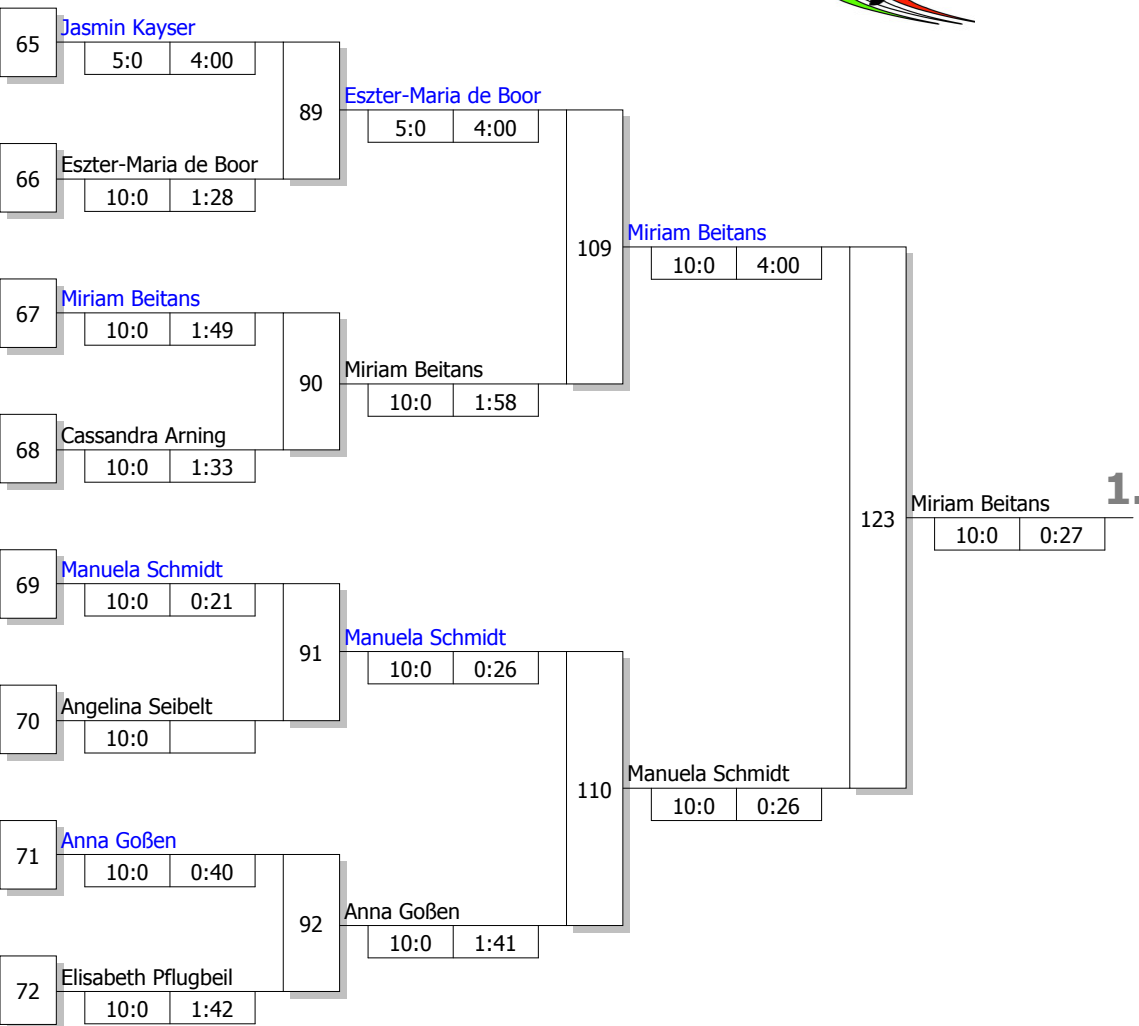 65 Jasmin Kayser
5:0 4:00
89 Eszter-Maria de Boor
5:0 4:00
66 Eszter-Maria de Boor
10:0 1:28
109 Miriam Beitans
10:0 4:00
67 Miriam Beitans
10:0 1:49
90 Miriam Beitans
10:0 1:58
68 Cassandra Arning
10:0 1:33
123 Miriam Beitans 1.
10:0 0:27
69 Manuela Schmidt
10:0 0:21
91 Manuela Schmidt
10:0 0:26
70 Angelina Seibelt
10:0
110 Manuela Schmidt
10:0 0:26
71 Anna Goßen
10:0 0:40
92 Anna Goßen
10:0 1:41
72 Elisabeth Pflugbeil
10:0 1:42